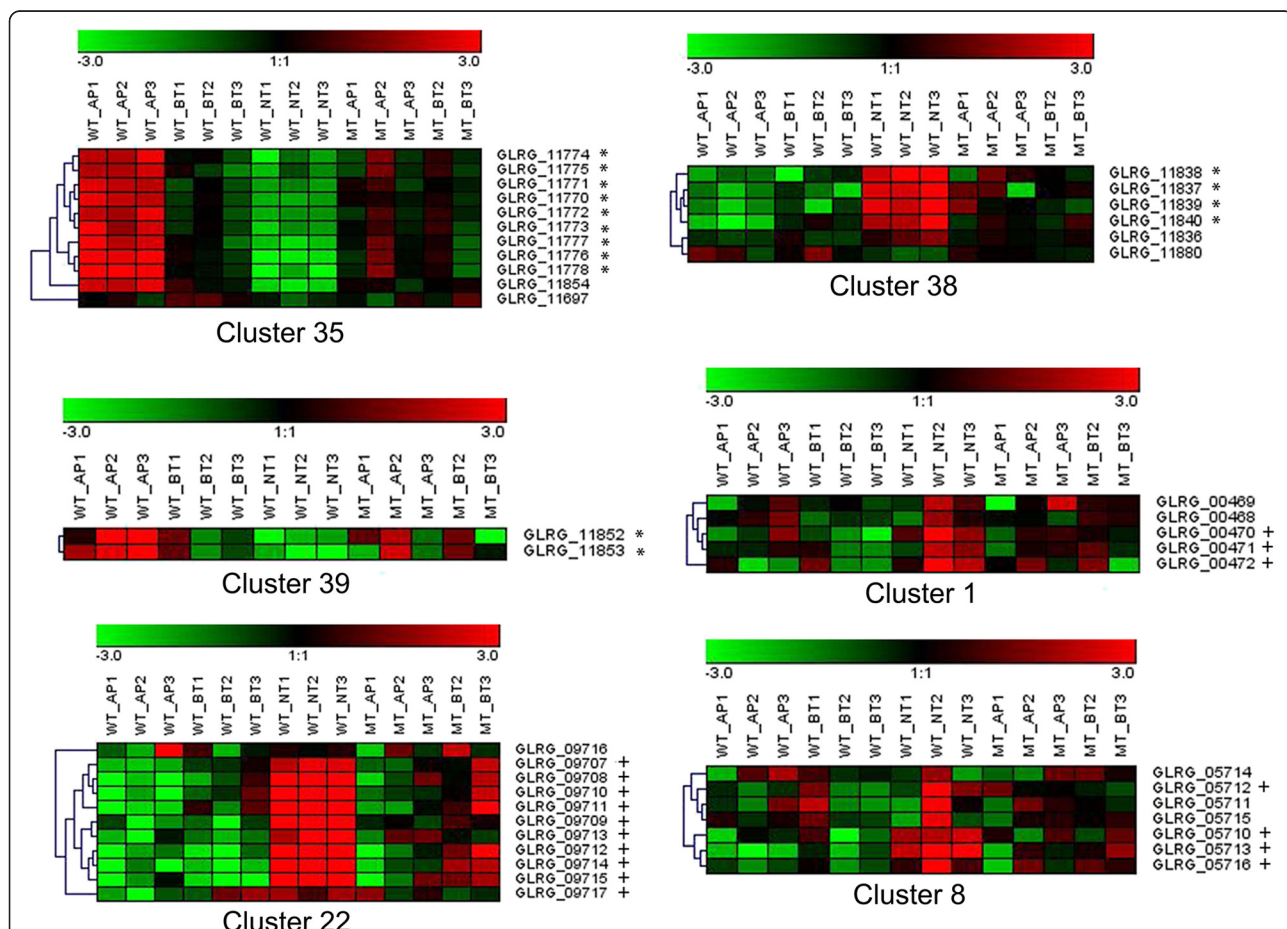 -3.0 1:1 3.0
WT_AP1 WT_AP2 WT_AP3 WT_BT1 WT_BT2 WT_BT3 WT_NT1 WT_NT2 WT_NT3 MT_AP1 MT_AP2 MT_AP3 MT_BT2 MT_BT3
GLRG_11774 *
GLRG_11775 *
GLRG_11771 *
GLRG_11770 *
GLRG_11772 *
GLRG_11773 *
GLRG_11777 *
GLRG_11776 *
GLRG_11778 *
GLRG_11854
GLRG_11697
Cluster 35
-3.0 1:1 3.0
WT_AP1 WT_AP2 WT_AP3 WT_BT1 WT_BT2 WT_BT3 WT_NT1 WT_NT2 WT_NT3 MT_AP1 MT_AP2 MT_AP3 MT_BT2 MT_BT3
GLRG_11838 *
GLRG_11837 *
GLRG_11839 *
GLRG_11840 *
GLRG_11836
GLRG_11880
Cluster 38
-3.0 1:1 3.0
WT_AP1 WT_AP2 WT_AP3 WT_BT1 WT_BT2 WT_BT3 WT_NT1 WT_NT2 WT_NT3 MT_AP1 MT_AP2 MT_AP3 MT_BT2 MT_BT3
GLRG_11852 *
GLRG_11853 *
Cluster 39
-3.0 1:1 3.0
WT_AP1 WT_AP2 WT_AP3 WT_BT1 WT_BT2 WT_BT3 WT_NT1 WT_NT2 WT_NT3 MT_AP1 MT_AP2 MT_AP3 MT_BT2 MT_BT3
GLRG_00469
GLRG_00468
GLRG_00470 +
GLRG_00471 +
GLRG_00472 +
Cluster 1
-3.0 1:1 3.0
WT_AP1 WT_AP2 WT_AP3 WT_BT1 WT_BT2 WT_BT3 WT_NT1 WT_NT2 WT_NT3 MT_AP1 MT_AP2 MT_AP3 MT_BT2 MT_BT3
GLRG_09716
GLRG_09707 +
GLRG_09708 +
GLRG_09710 +
GLRG_09711 +
GLRG_09709 +
GLRG_09713 +
GLRG_09712 +
GLRG_09714 +
GLRG_09715 +
GLRG_09717 +
Cluster 22
-3.0 1:1 3.0
WT_AP1 WT_AP2 WT_AP3 WT_BT1 WT_BT2 WT_BT3 WT_NT1 WT_NT2 WT_NT3 MT_AP1 MT_AP2 MT_AP3 MT_BT2 MT_BT3
GLRG_05714
GLRG_05712 +
GLRG_05711
GLRG_05715
GLRG_05710 +
GLRG_05713 +
GLRG_05716 +
Cluster 8